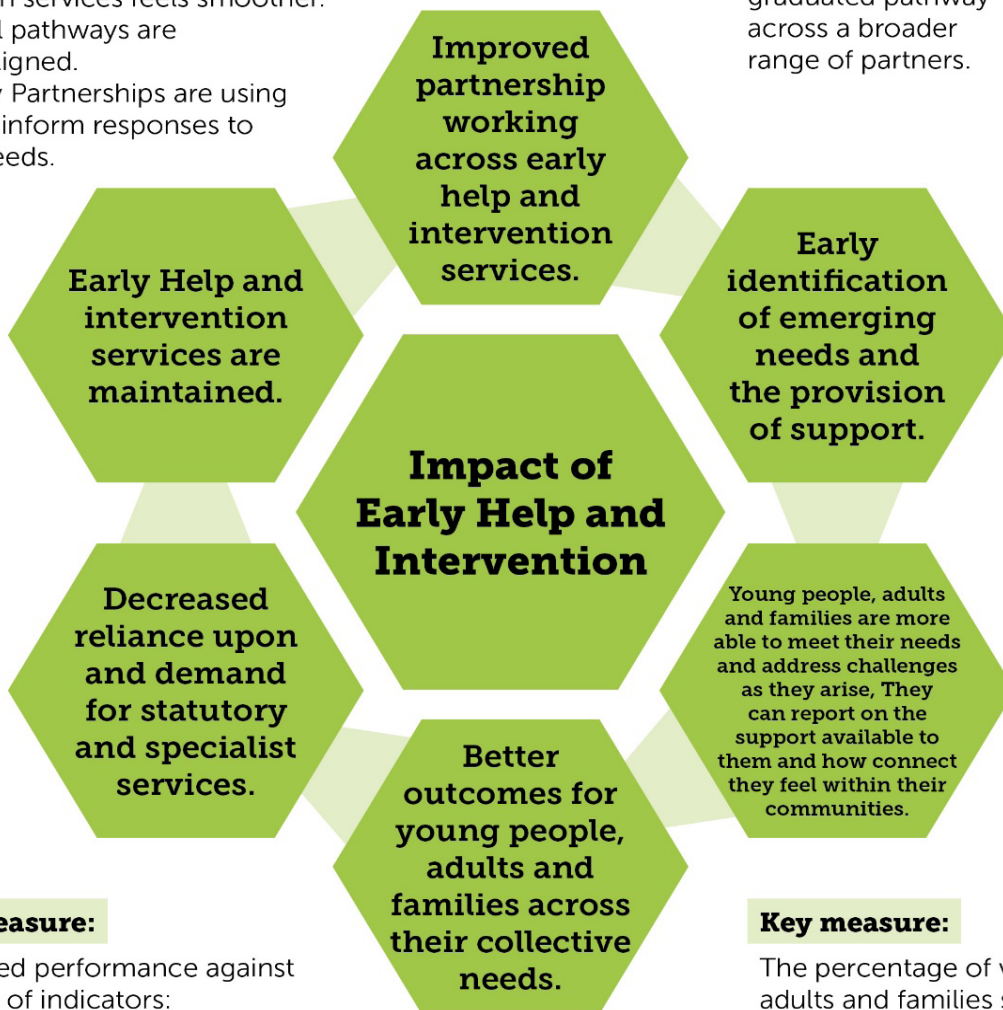 services feels smoother.
pathways are
Partnerships are using
inform responses to
graduated pathway
across a broader
range of partners.
Improved
partnership
working
across early
help and
intervention
services.
Early Help and
intervention
services are
maintained.
Early
identification
of emerging
needs and
the provision
of support.
Impact of
Early Help and
Intervention
Decreased
reliance upon
and demand
for statutory
and specialist
services.
Young people, adults
and families are more
able to meet their needs
and address challenges
as they arise, They
can report on the
support available to
them and how connect
they feel within their
communities.
Better
outcomes for
young people,
adults and
families across
their collective
needs.
performance against
of indicators:
Key measure:
The percentage of
adults and families